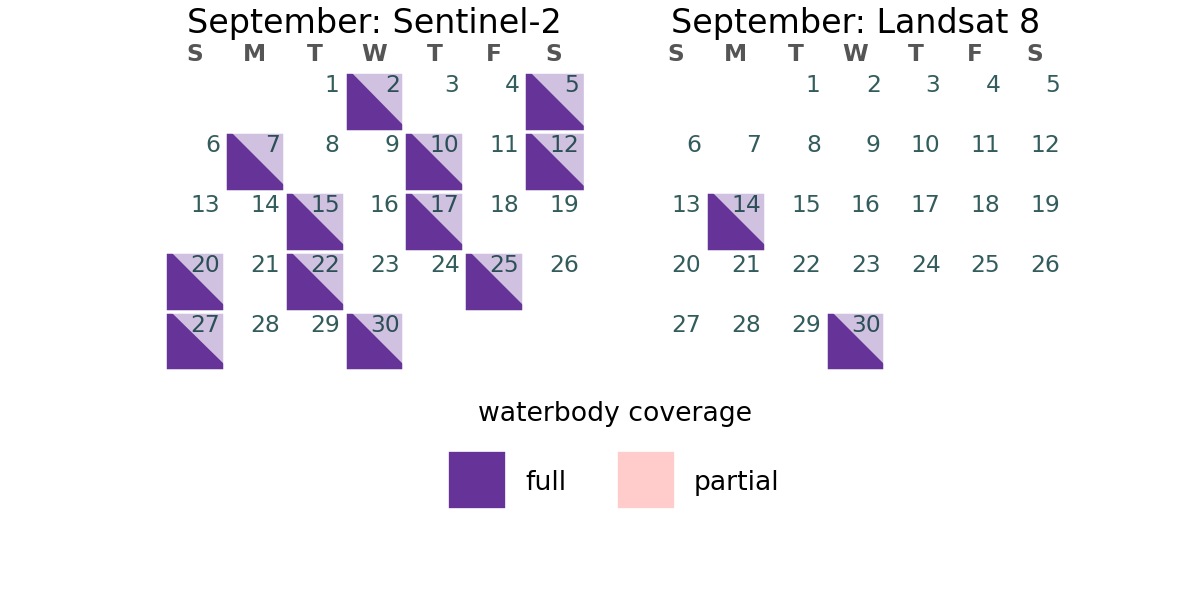 September: Sentinel-2
S M T W T F S
1 2 3 4 5
6 7 8 9 10 11 12
13 14 15 16 17 18 19
20 21 22 23 24 25 26
27 28 29 30
September: Landsat 8
S M T W T F S
1 2 3 4 5
6 7 8 9 10 11 12
13 14 15 16 17 18 19
20 21 22 23 24 25 26
27 28 29 30
waterbody coverage
full partial